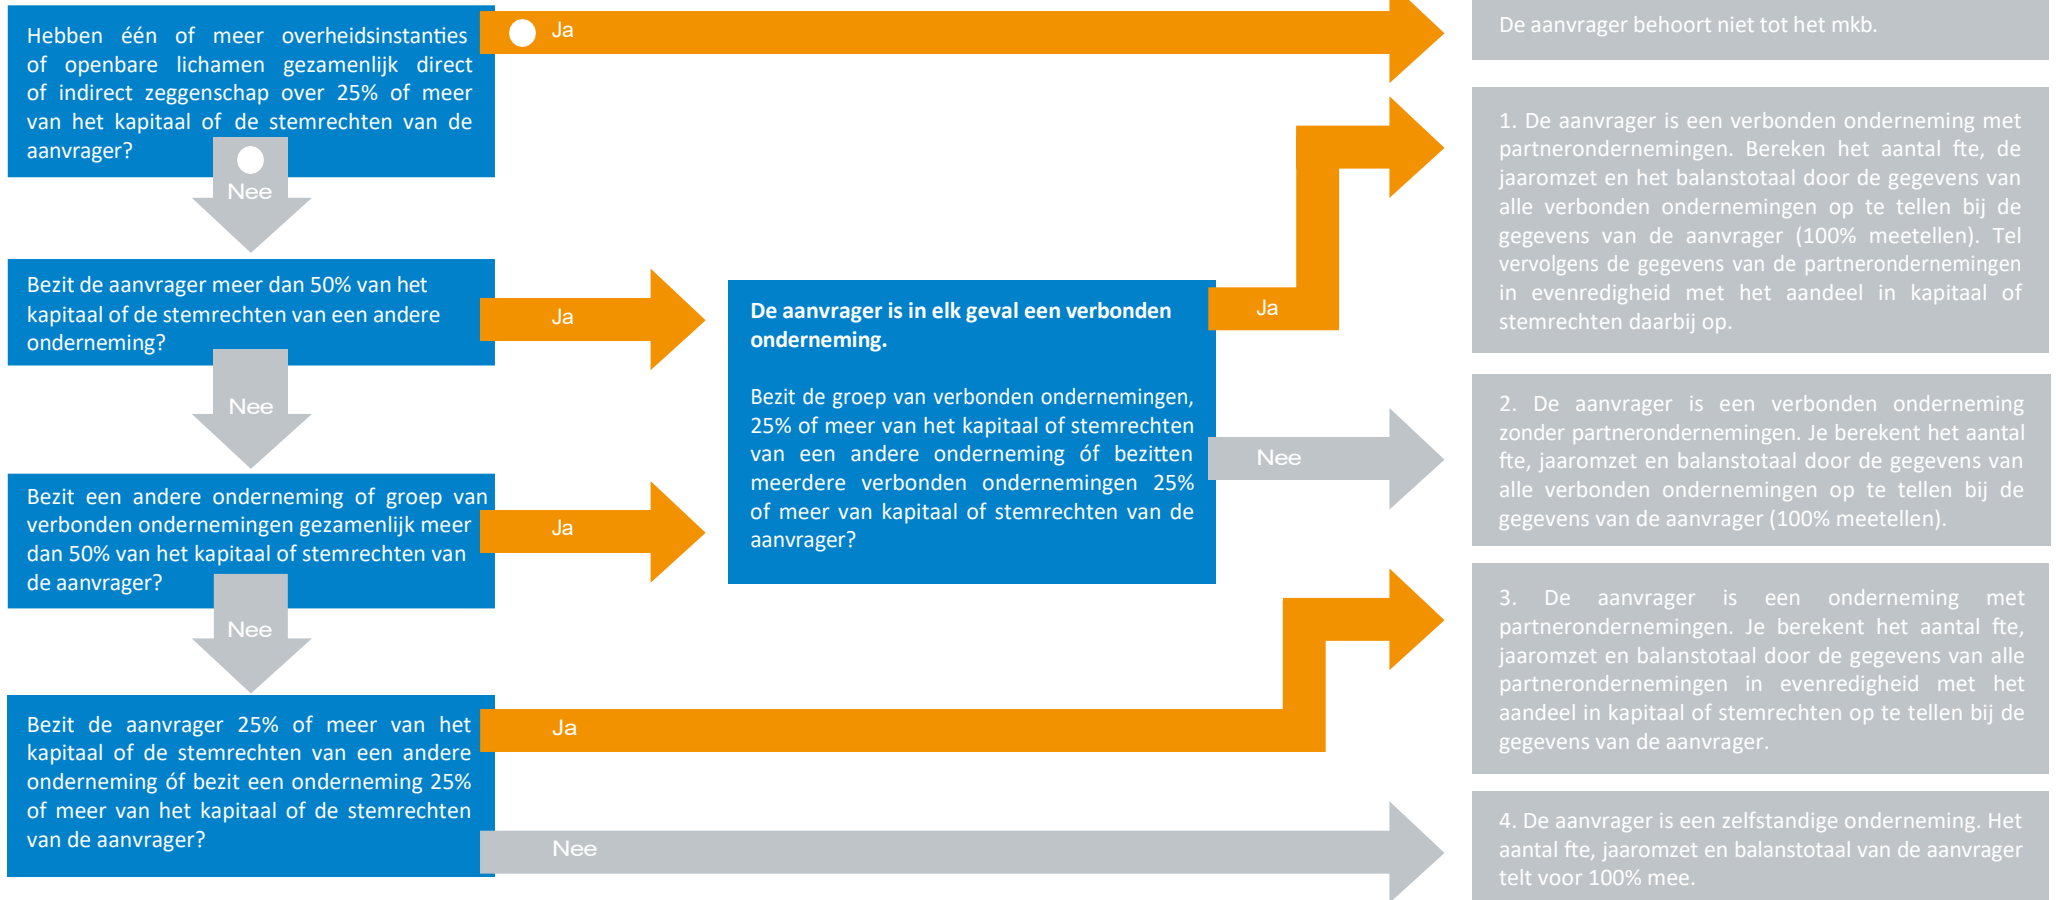 Hebben één of meer overheidsinstanties
of openbare lichamen gezamenlijk direct
of indirect zeggenschap over 25% of meer
van het kapitaal of de stemrechten van de
aanvrager?
Ja
De aanvrager behoort niet tot het mkb.
Nee
Bezit de aanvrager meer dan 50% van het
kapitaal of de stemrechten van een andere
onderneming?
Ja
Nee
Bezit een andere onderneming of groep van
verbonden ondernemingen gezamenlijk meer
dan 50% van het kapitaal of stemrechten van
de aanvrager?
Ja
Nee
De aanvrager is in elk geval een verbonden
onderneming.
Bezit de groep van verbonden ondernemingen,
25% of meer van het kapitaal of stemrechten
van een andere onderneming óf bezitten
meerdere verbonden ondernemingen 25%
of meer van kapitaal of stemrechten van de
aanvrager?
Ja
1. De aanvrager is een verbonden onderneming met
partnerondernemingen. Bereken het aantal fte, de
jaaromzet en het balanstotaal door de gegevens van
alle verbonden ondernemingen op te tellen bij de
gegevens van de aanvrager (100% meetellen). Tel
vervolgens de gegevens van de partnerondernemingen
in evenredigheid met het aandeel in kapitaal of
stemrechten daarbij op.
Nee
2. De aanvrager is een verbonden onderneming
zonder partnerondernemingen. Je berekent het aantal
fte, jaaromzet en balanstotaal door de gegevens van
alle verbonden ondernemingen op te tellen bij de
gegevens van de aanvrager (100% meetellen).
Bezit de aanvrager 25% of meer van het
kapitaal of de stemrechten van een andere
onderneming óf bezit een onderneming 25%
of meer van het kapitaal of de stemrechten
van de aanvrager?
Ja
3. De aanvrager is een onderneming met
partnerondernemingen. Je berekent het aantal fte,
jaaromzet en balanstotaal door de gegevens van alle
partnerondernemingen in evenredigheid met het
aandeel in kapitaal of stemrechten op te tellen bij de
gegevens van de aanvrager.
Nee
4. De aanvrager is een zelfstandige onderneming. Het
aantal fte, jaaromzet en balanstotaal van de aanvrager
telt voor 100% mee.